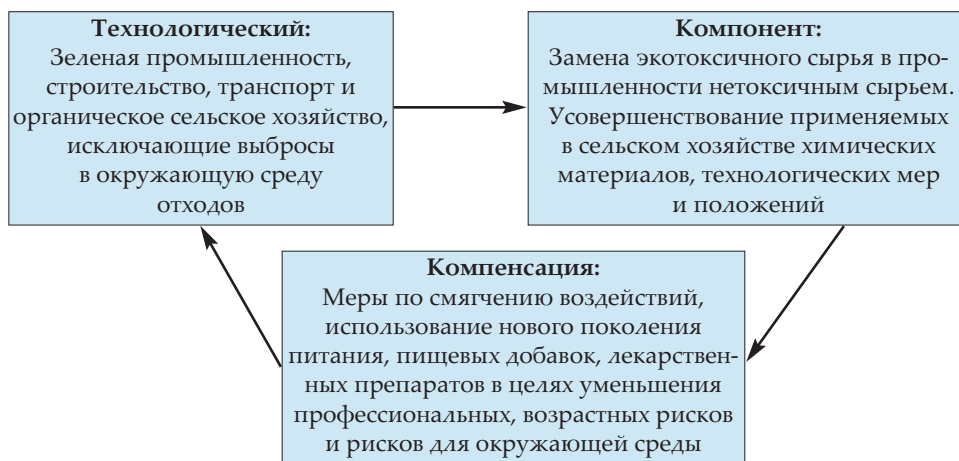 Технологический:
Зеленая промышленность,
строительство, транспорт и
органическое сельское хозяйство,
исключающие выбросы
в окружающую среду
отходов
Компонент:
Замена экотоксичного сырья в про-
мышленности нетоксичным сырьем.
Усовершенствование применяемых
в сельском хозяйстве химических
материалов, технологических мер
и положений
Компенсация:
Меры по смягчению воздействий,
использование нового поколения
питания, пищевых добавок, лекарствен-
ных препаратов в целях уменьшения
профессиональных, возрастных рисков
и рисков для окружающей среды